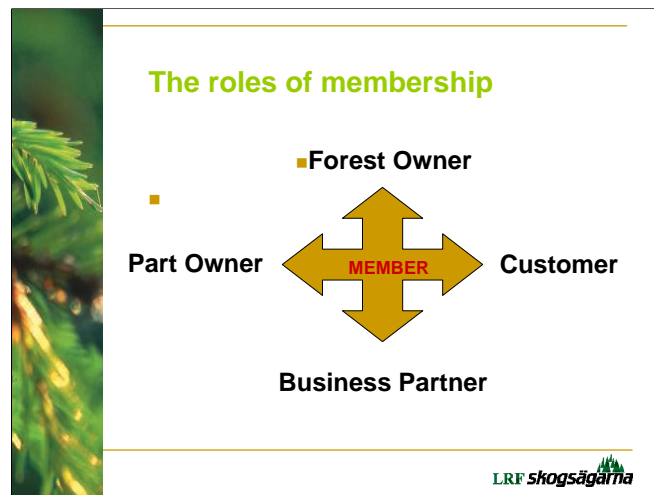 The roles of membership
Forest Owner
Part Owner
MEMBER
Customer
Business Partner
LRF skogsägarna